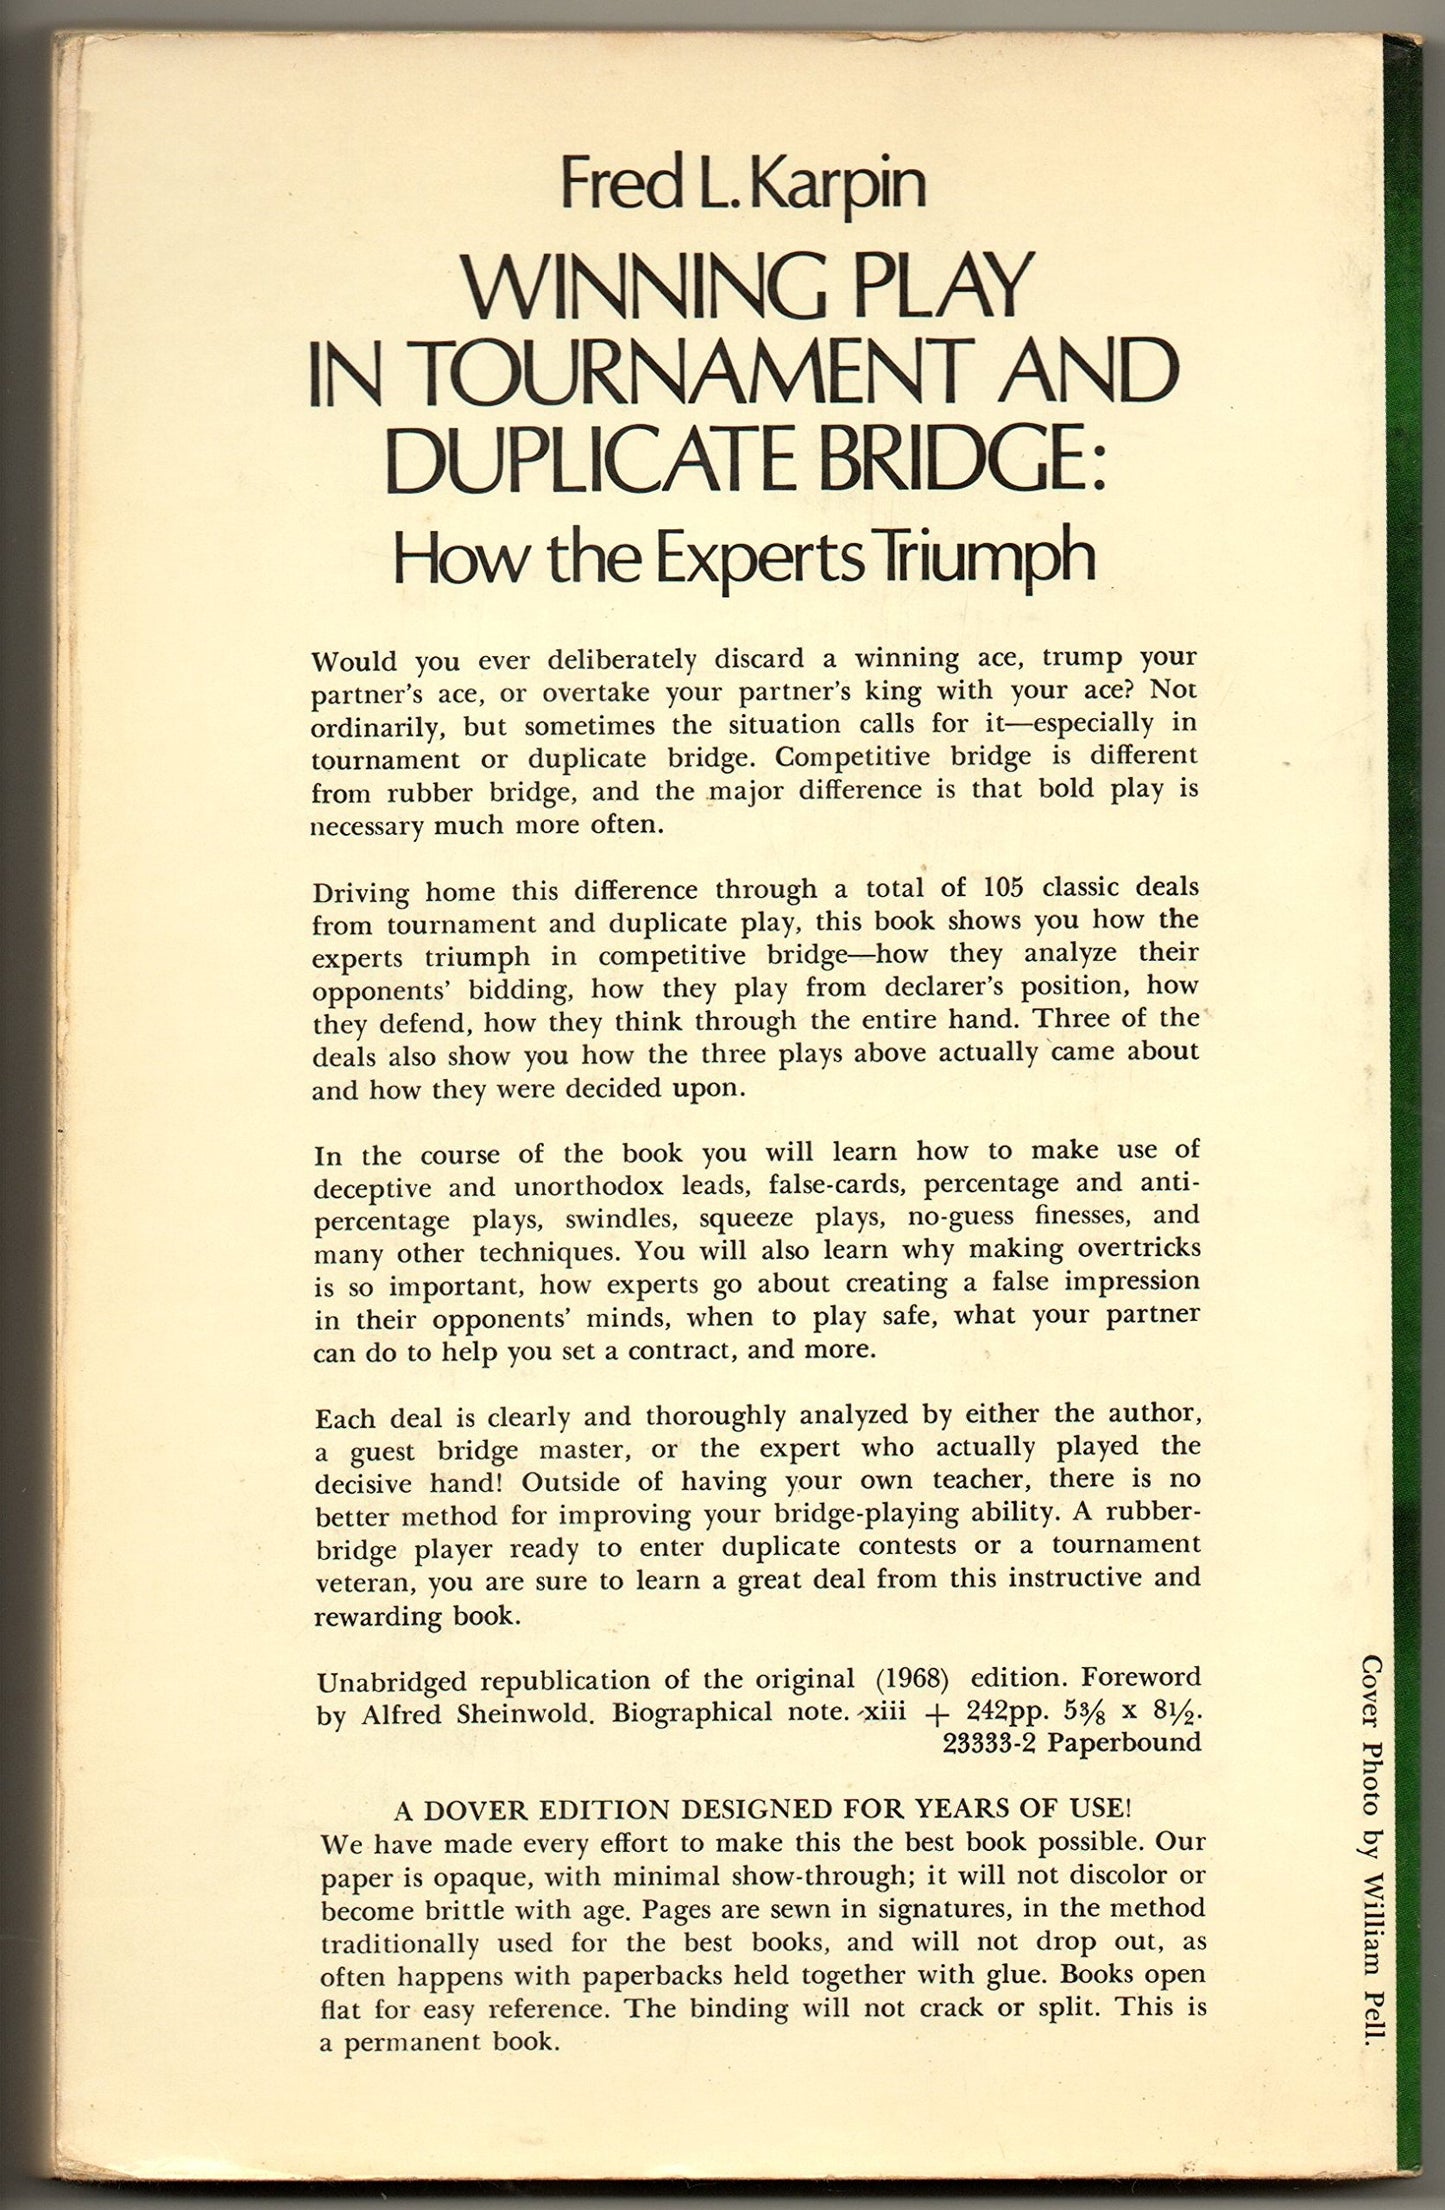 Fred L. Karpin
WINNING PLAY
IN TOURNAMENT AND
DUPLICATE BRIDGE:
How the Experts Triumph
Would you ever deliberately discard a winning ace, trump your
partner's ace, or overtake your partner's king with your ace? Not
ordinarily, but sometimes the situation calls for it—especially in
tournament or duplicate bridge. Competitive bridge is different
from rubber bridge, and the major difference is that bold play is
necessary much more often.
Driving home this difference through a total of 105 classic deals
from tournament and duplicate play, this book shows you how the
experts triumph in competitive bridge—how they analyze their
opponents' bidding, how they play from declarer's position, how
they defend, how they think through the entire hand. Three of the
deals also show you how the three plays above actually came about
and how they were decided upon.
In the course of the book you will learn how to make use of
deceptive and unorthodox leads, false-cards, percentage and anti-
percentage plays, swindles, squeeze plays, no-guess finesses, and
many other techniques. You will also learn why making overtricks
is so important, how experts go about creating a false impression
in their opponents' minds, when to play safe, what your partner
can do to help you set a contract, and more.
Each deal is clearly and thoroughly analyzed by either the author,
a guest bridge master, or the expert who actually played the
decisive hand! Outside of having your own teacher, there is no
better method for improving your bridge-playing ability. A rubber-
bridge player ready to enter duplicate contests or a tournament
veteran, you are sure to learn a great deal from this instructive and
rewarding book.
Unabridged republication of the original (1968) edition. Foreword
by Alfred Sheinwold. Biographical note. xiii + 242pp. 5⅜ x 8½.
23333-2 Paperbound
A DOVER EDITION DESIGNED FOR YEARS OF USE!
We have made every effort to make this the best book possible. Our
paper is opaque, with minimal show-through; it will not discolor or
become brittle with age. Pages are sewn in signatures, in the method
traditionally used for the best books, and will not drop out, as
often happens with paperbacks held together with glue. Books open
flat for easy reference. The binding will not crack or split. This is
a permanent book.
Cover Photo by William Pell.